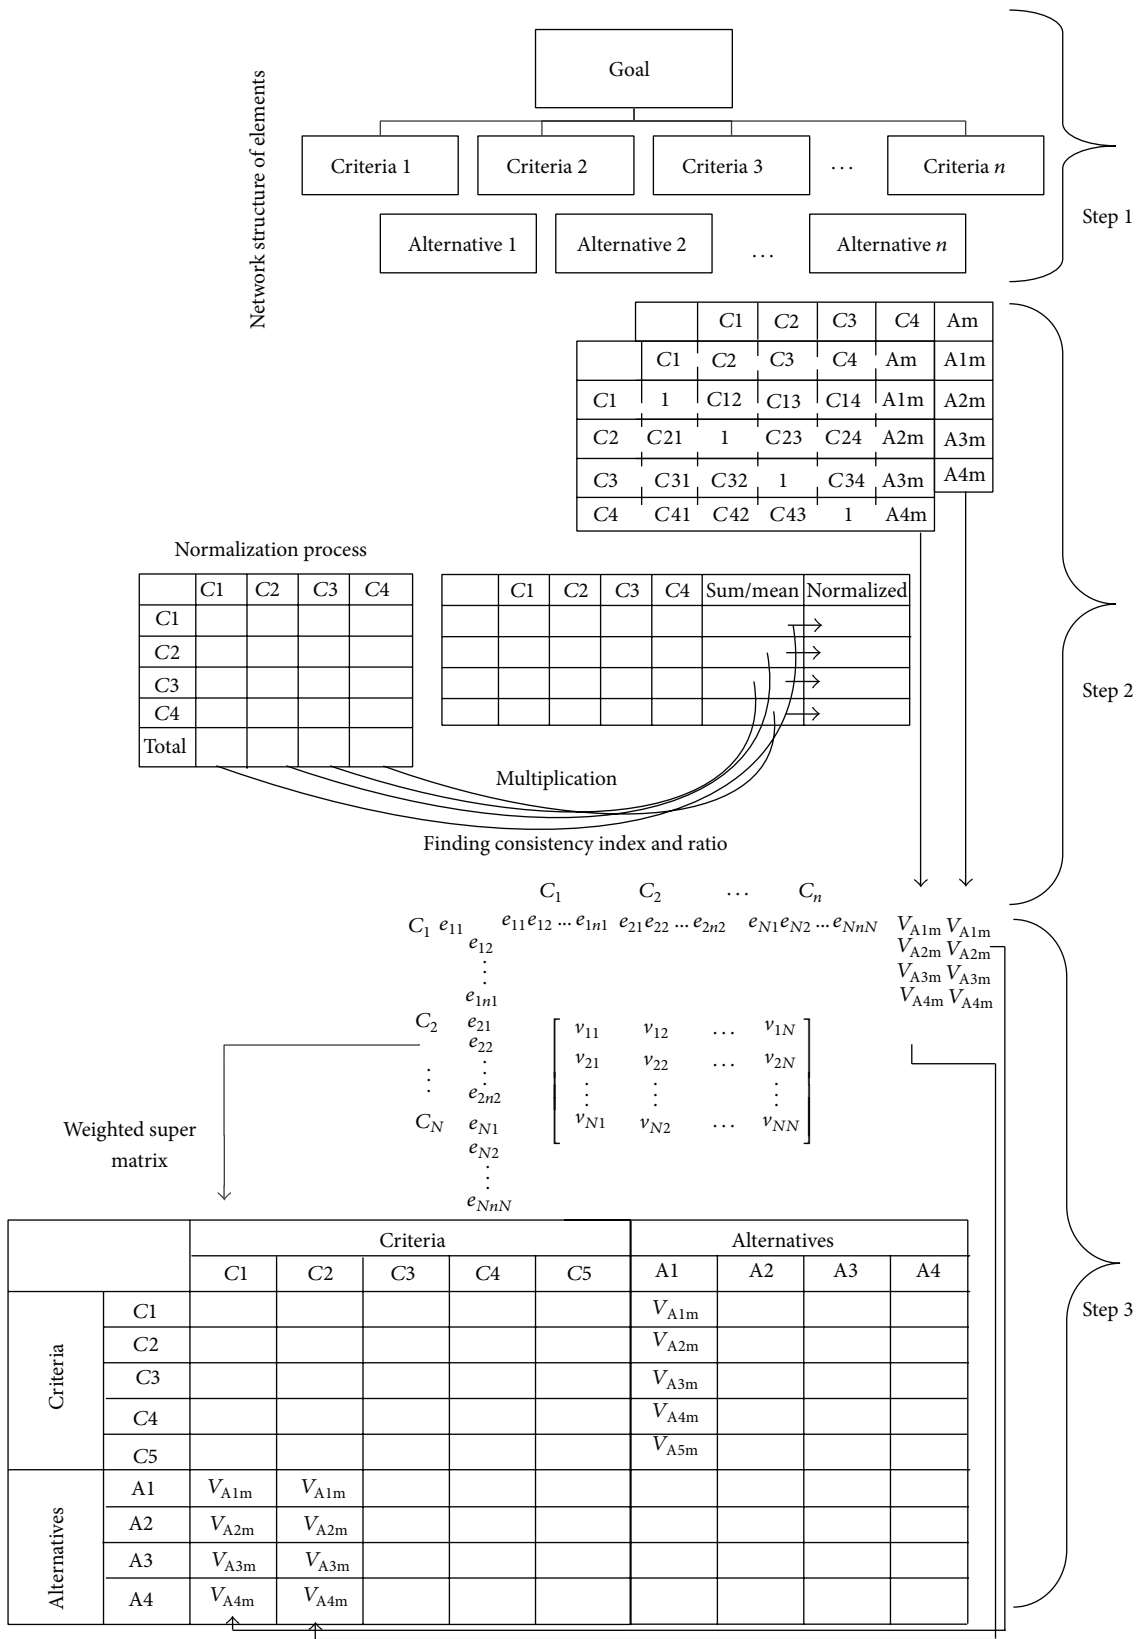 Network structure of elements
Goal
Criteria 1 Criteria 2 Criteria 3 ... Criteria n
Alternative 1 Alternative 2 ... Alternative n
Step 1
C1 C2 C3 C4 Am
C1 C2 C3 C4 Am A1m
C1 1 C12 C13 C14 A1m A2m
C2 C21 1 C23 C24 A2m A3m
C3 C31 C32 1 C34 A3m A4m
C4 C41 C42 C43 1 A4m
Normalization process
C1 C2 C3 C4
C1
C2
C3
C4
Total
C1 C2 C3 C4 Sum/mean Normalized
Multiplication
Finding consistency index and ratio
Step 2
C1 C2 ... Cn
C1 e11 e11e12 ... e1n1 e21e22 ... e2n2 eN1eN2 ... eNnN
e12
⋮
e1n1
C2 e21
e22
⋮ ⋮
e2n2
CN eN1
eN2
⋮
eNnN
v11 v12 ... v1N
v21 v22 ... v2N
⋮ ⋮ ⋮
vN1 vN2 ... vNN
VA1m VA1m
VA2m VA2m
VA3m VA3m
VA4m VA4m
Weighted super
matrix
Criteria Alternatives
C1 C2 C3 C4 C5 A1 A2 A3 A4
Criteria
C1 VA1m
C2 VA2m
C3 VA3m
C4 VA4m
C5 VA5m
Alternatives
A1 VA1m VA1m
A2 VA2m VA2m
A3 VA3m VA3m
A4 VA4m VA4m
Step 3